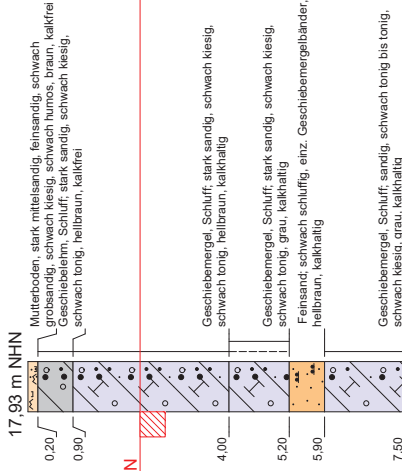 17,93 m NHN
Mutterboden, stark mittelsandig, feinsandig, schwach
grobsandig, schwach kiesig, schwach humos, braun, kalkfrei
0,20
Geschiebelehm, Schluff; stark sandig, schwach kiesig,
schwach tonig, hellbraun, kalkfrei
0,90
N
Geschiebemergel, Schluff; stark sandig, schwach kiesig,
schwach tonig, hellbraun, kalkhaltig
4,00
Geschiebemergel, Schluff; stark sandig, schwach kiesig,
schwach tonig, grau, kalkhaltig
5,20
Feinsand; schwach schluffig, einz. Geschiebemergelbänder,
hellbraun, kalkhaltig
5,90
Geschiebemergel, Schluff; sandig, schwach tonig bis tonig,
schwach kiesig, grau, kalkhaltig
7,50